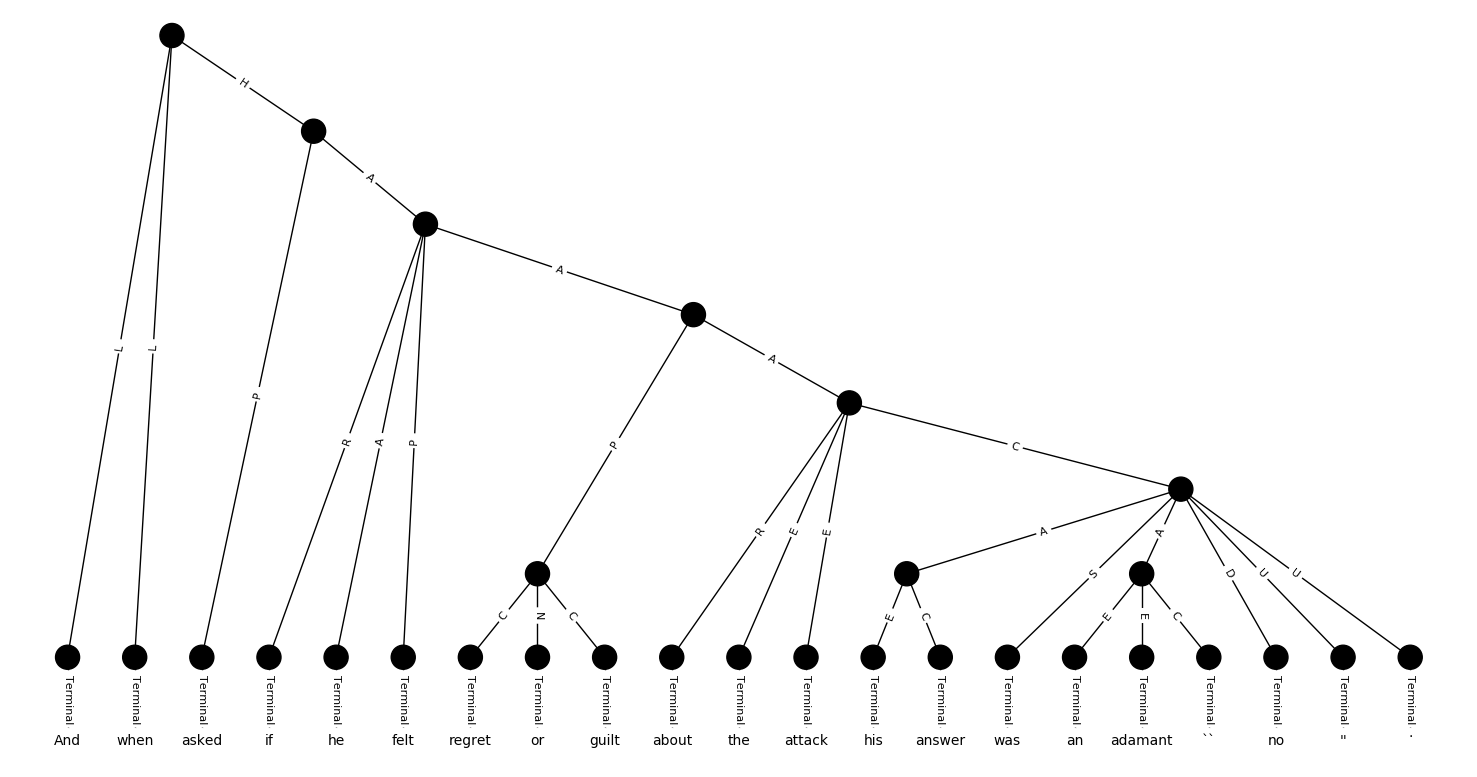 H
A
A
A
L
L
P
R
A
P
P
C
R
E
E
A
S
A
D
U
U
C
N
C
E
C
E
E
C
Terminal Terminal Terminal Terminal Terminal Terminal Terminal Terminal Terminal Terminal Terminal Terminal Terminal Terminal Terminal Terminal Terminal Terminal Terminal Terminal Terminal
And when asked if he felt regret or guilt about the attack his answer was an adamant `` no " .